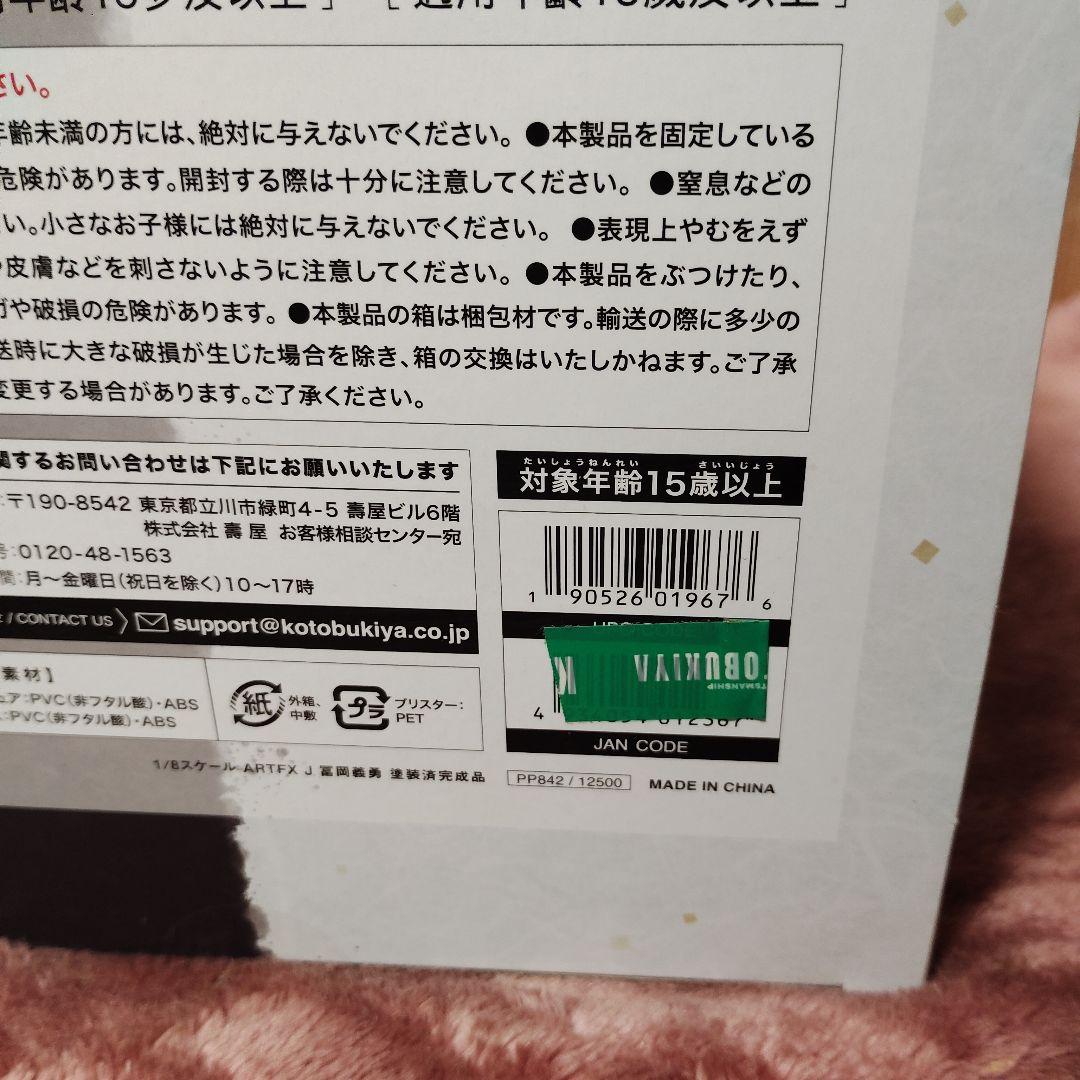 さい。
年齢未満の方には、絶対に与えないでください。 ●本製品を固定している
危険があります。開封する際は十分に注意してください。 ●窒息などの
い。小さなお子様には絶対に与えないでください。 ●表現上やむをえず
皮膚などを刺さないように注意してください。 ●本製品をぶつけたり、
や破損の危険があります。 ●本製品の箱は梱包材です。輸送の際に多少の
送時に大きな破損が生じた場合を除き、箱の交換はいたしかねます。ご了承
変更する場合があります。ご了承ください。
関するお問い合わせは下記にお願いいたします
:〒190-8542 東京都立川市緑町4-5 壽屋ビル6階
株式会社 壽屋 お客様相談センター宛
:0120-48-1563
間:月～金曜日(祝日を除く)10～17時
/ CONTACT US
support@kotobukiya.co.jp
たいしょうねんれい さいいじょう
対象年齢15歳以上
1 90526 01967 6
OBUKIYA
K
4
JAN CODE
素材】
ュア:PVC(非フタル酸)・ABS
:PVC(非フタル酸)・ABS
紙
外箱、
中敷
プラ
ブリスター:
PET
1/8スケール ARTFX J 冨岡義勇 塗装済完成品
PP842 / 12500
MADE IN CHINA